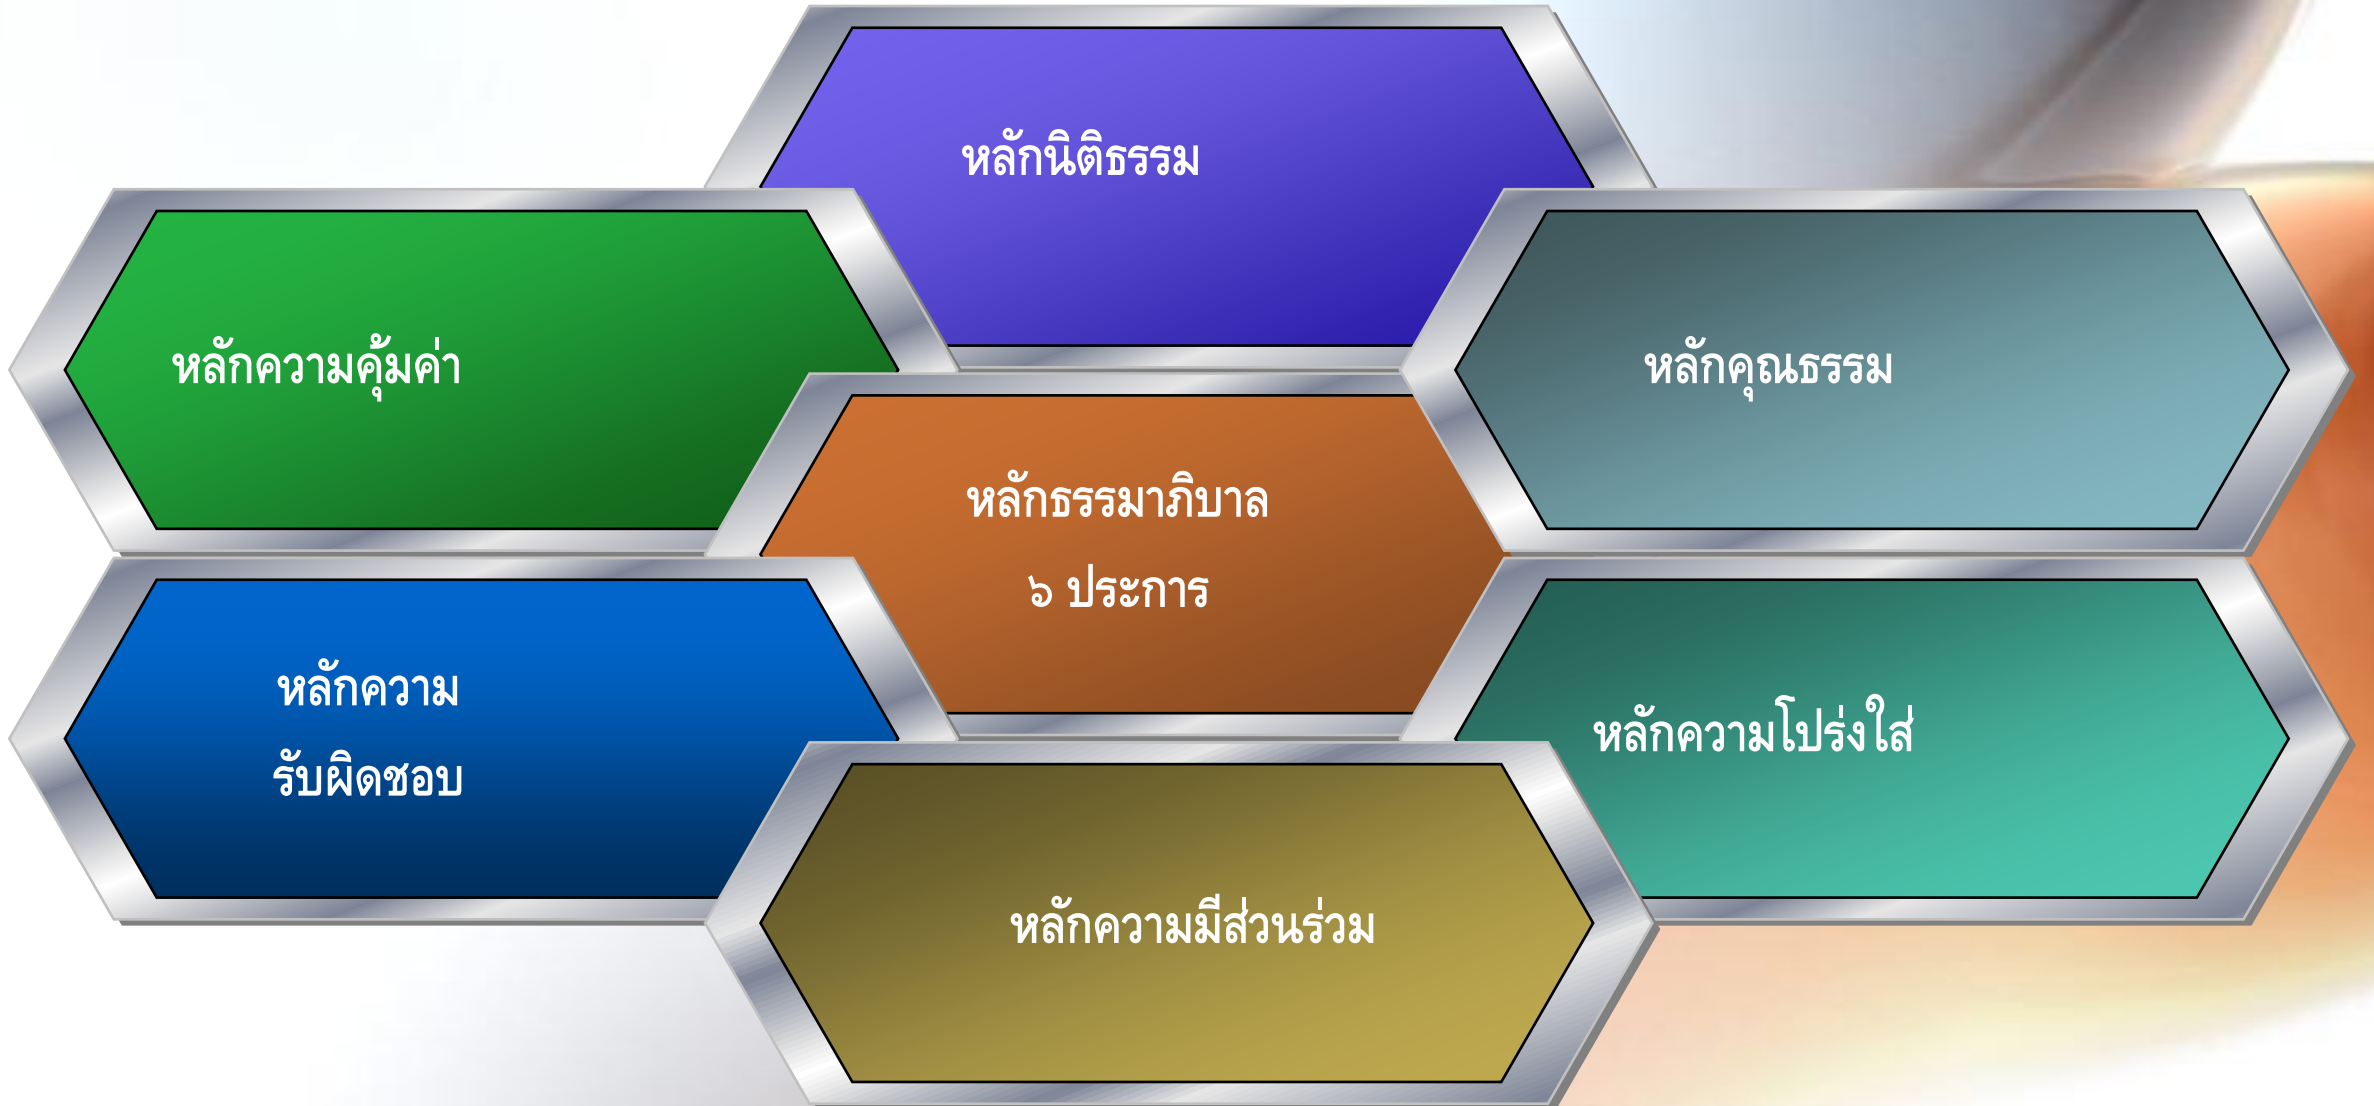 หลักนิติธรรม
หลักความคุ้มค่า
หลักคุณธรรม
หลักธรรมาภิบาล
๖ ประการ
หลักความ
รับผิดชอบ
หลักความโปร่งใส่
หลักความมีส่วนร่วม